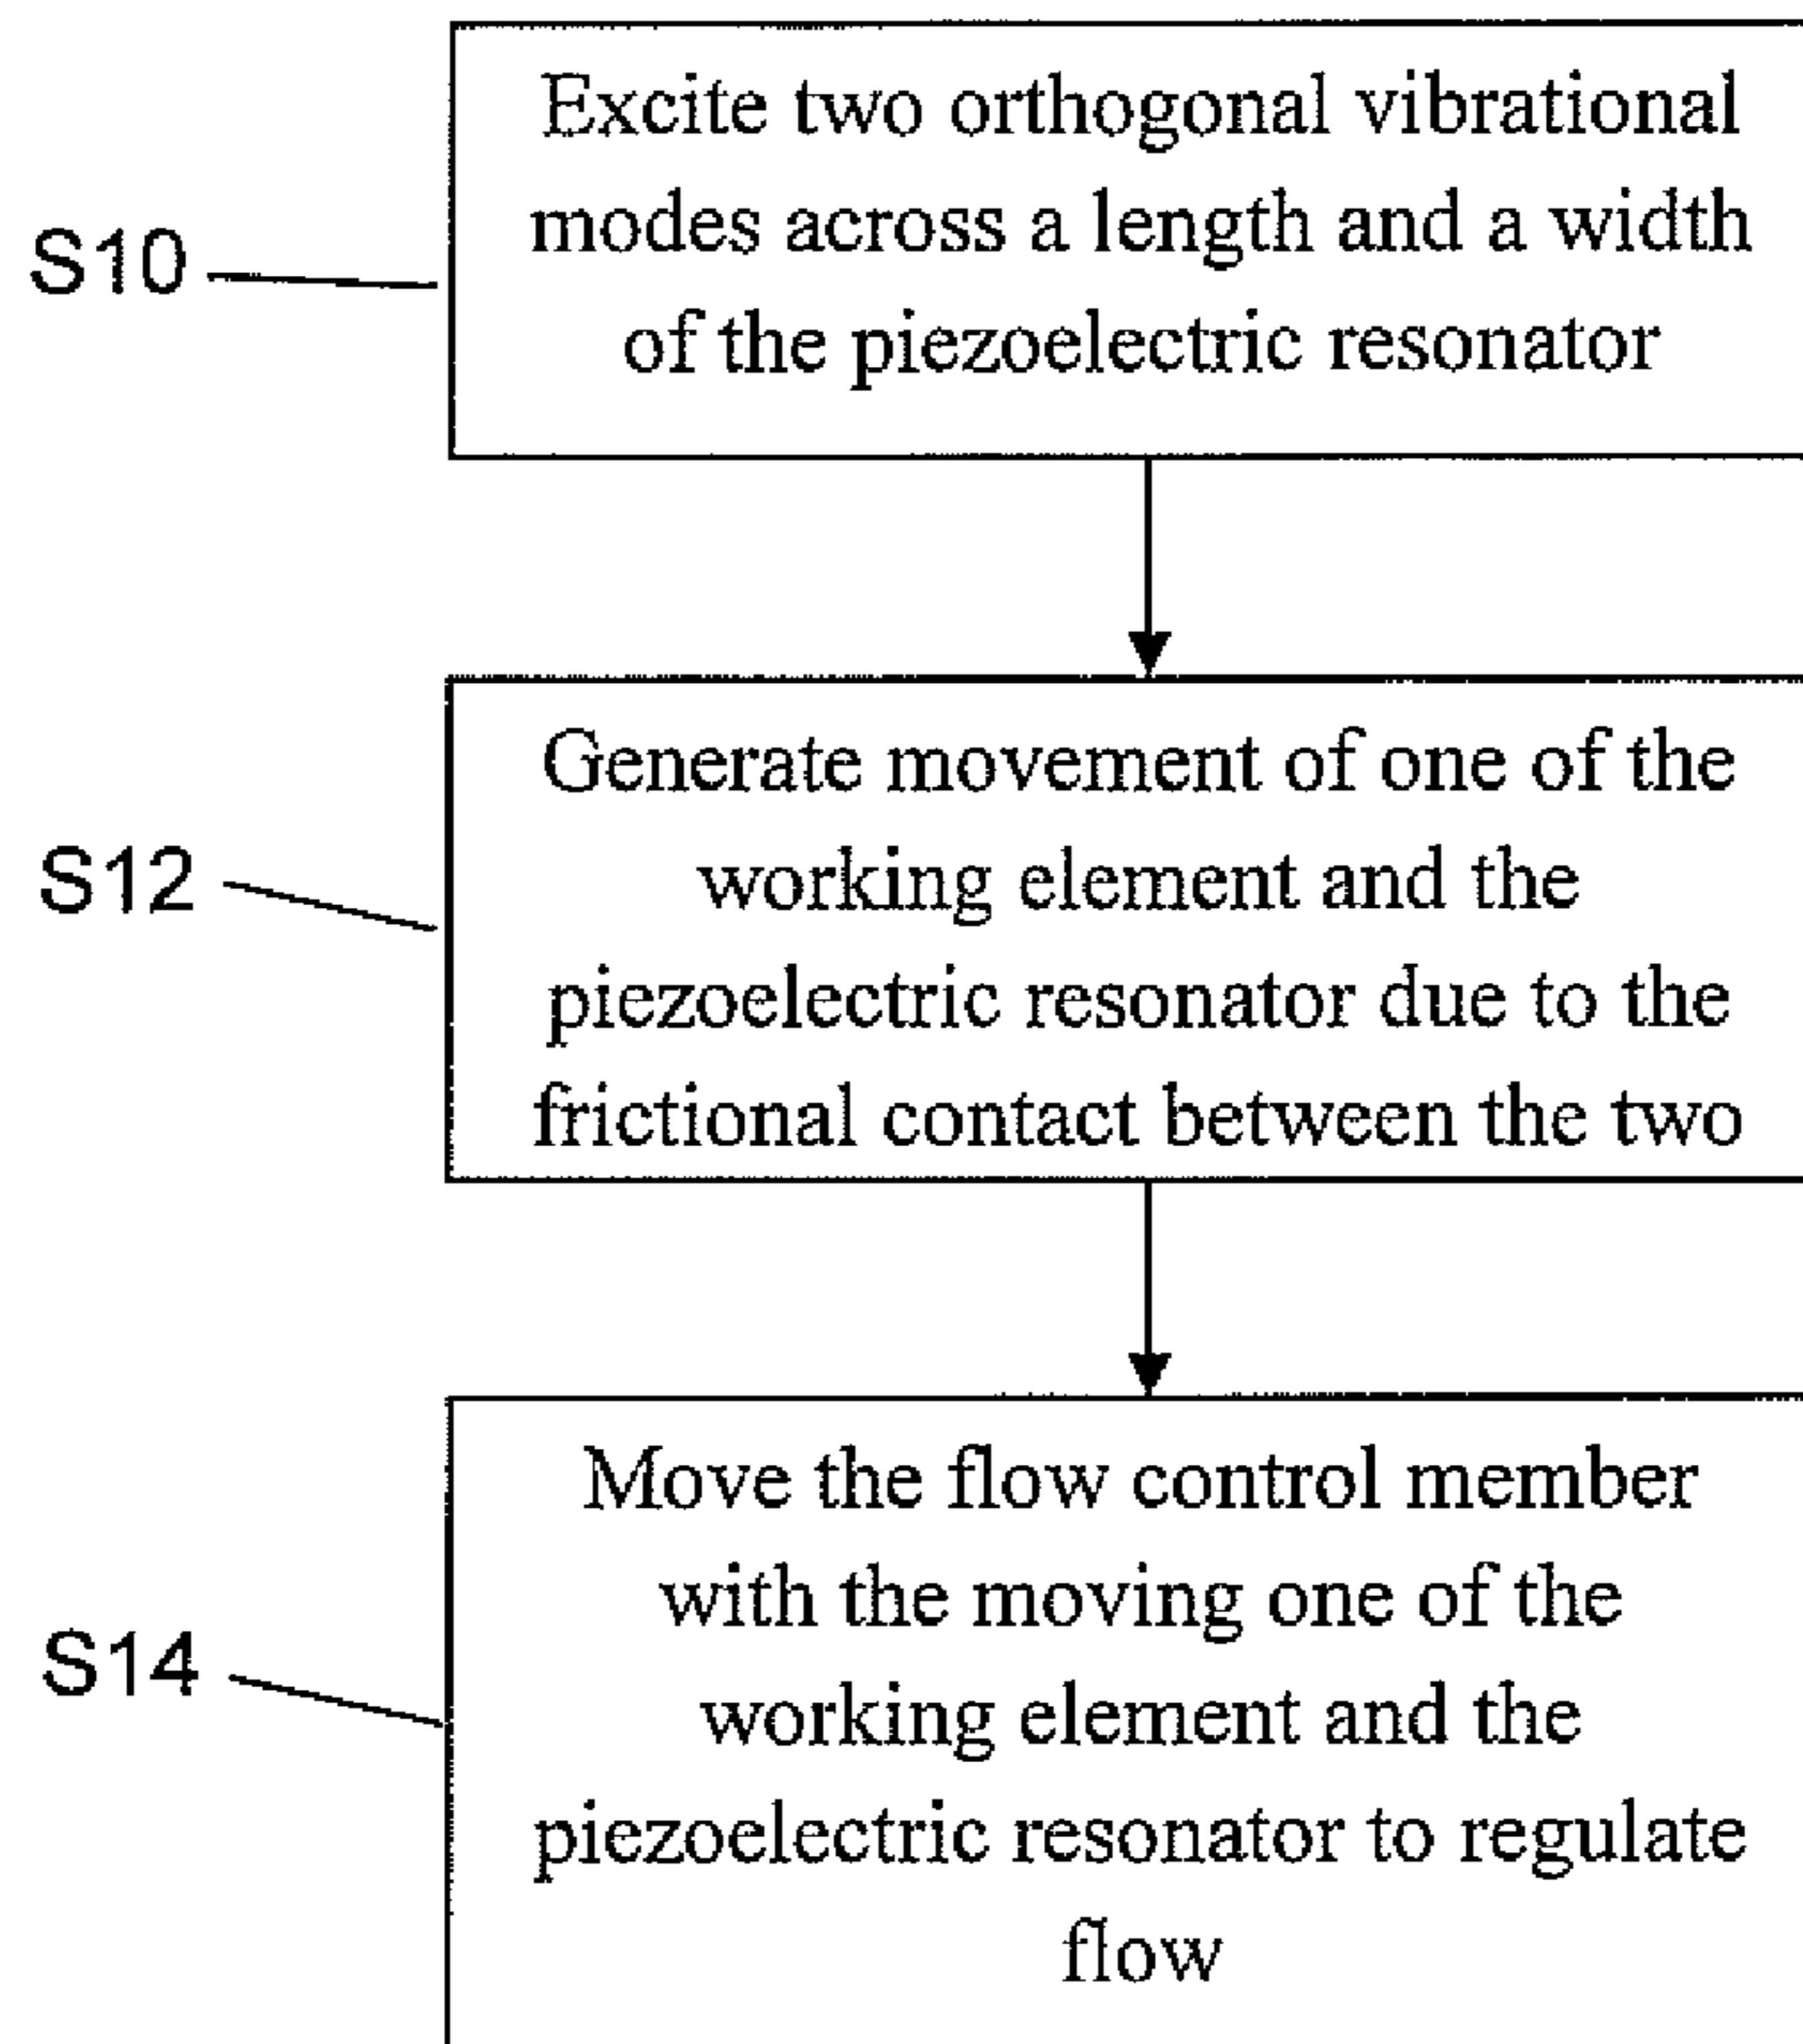 Excite two orthogonal vibrational
modes across a length and a width
of the piezoelectric resonator
S10
Generate movement of one of the
working element and the
piezoelectric resonator due to the
frictional contact between the two
S12
Move the flow control member
with the moving one of the
working element and the
piezoelectric resonator to regulate
flow
S14